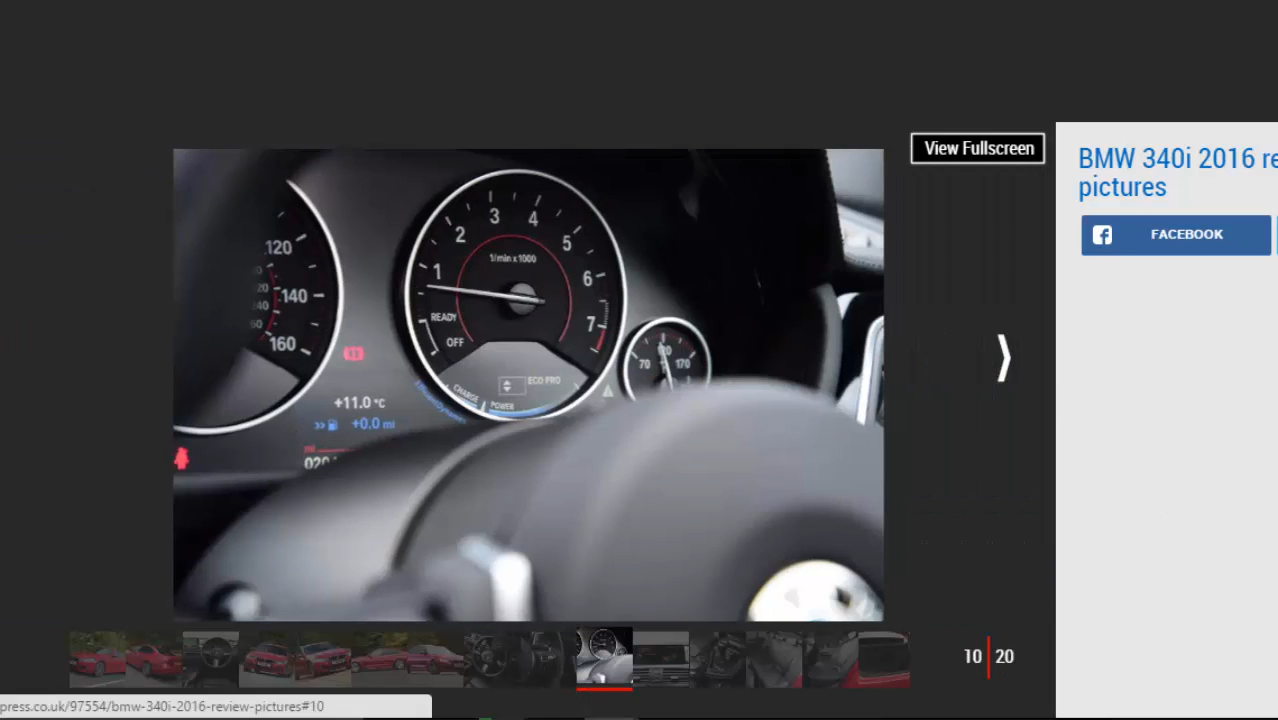 View Fullscreen
BMW 340i 2016 re
pictures
FACEBOOK
3
4
2
5
120
1/min x 1000
1
6
140
READY
7
OFF
160
70
170
ECO PRO
CHARGE
POWER
EfficientDynamics
+11.0 °C
+0.0 mi
mi
10
20
press.co.uk/97554/bmw-340i-2016-review-pictures#10